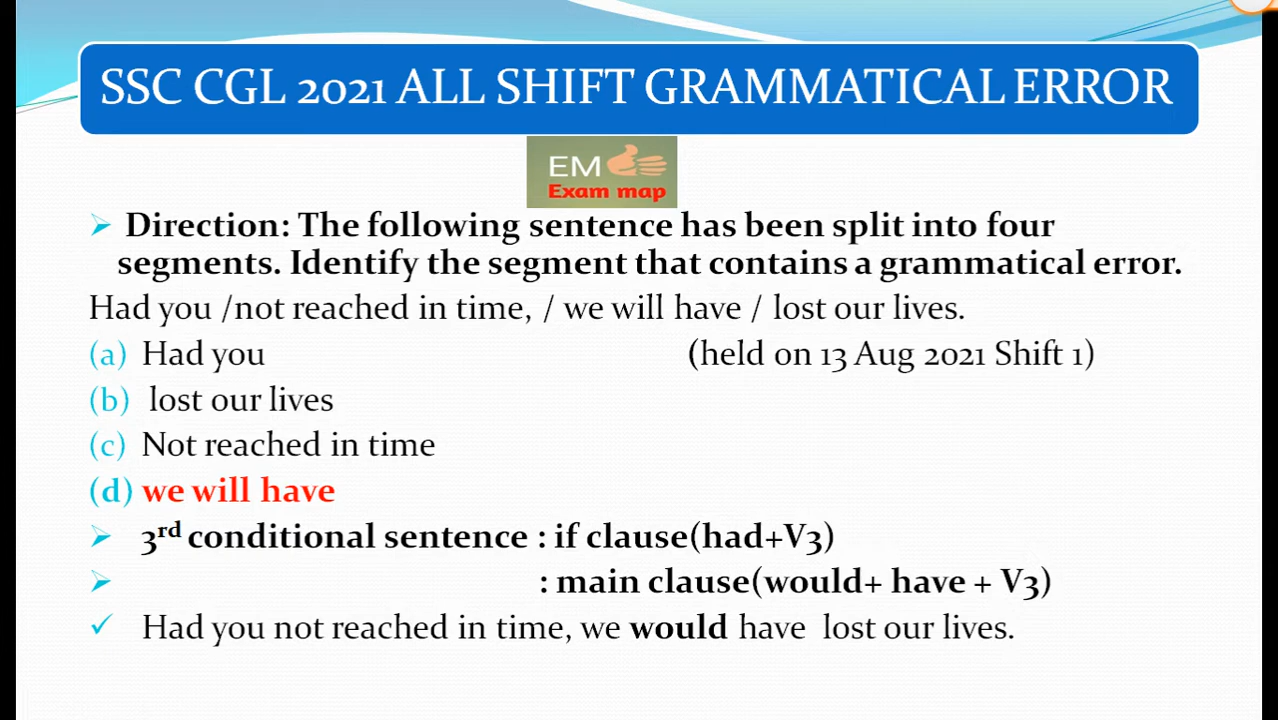 SSC CGL 2021 ALL SHIFT GRAMMATICAL ERROR
EM
Exam map
➢ Direction: The following sentence has been split into four
segments. Identify the segment that contains a grammatical error.
Had you /not reached in time, / we will have / lost our lives.
(a) Had you (held on 13 Aug 2021 Shift 1)
(b) lost our lives
(c) Not reached in time
(d) we will have
➢ 3rd conditional sentence : if clause(had+V3)
➢ : main clause(would+ have + V3)
✓ Had you not reached in time, we would have lost our lives.